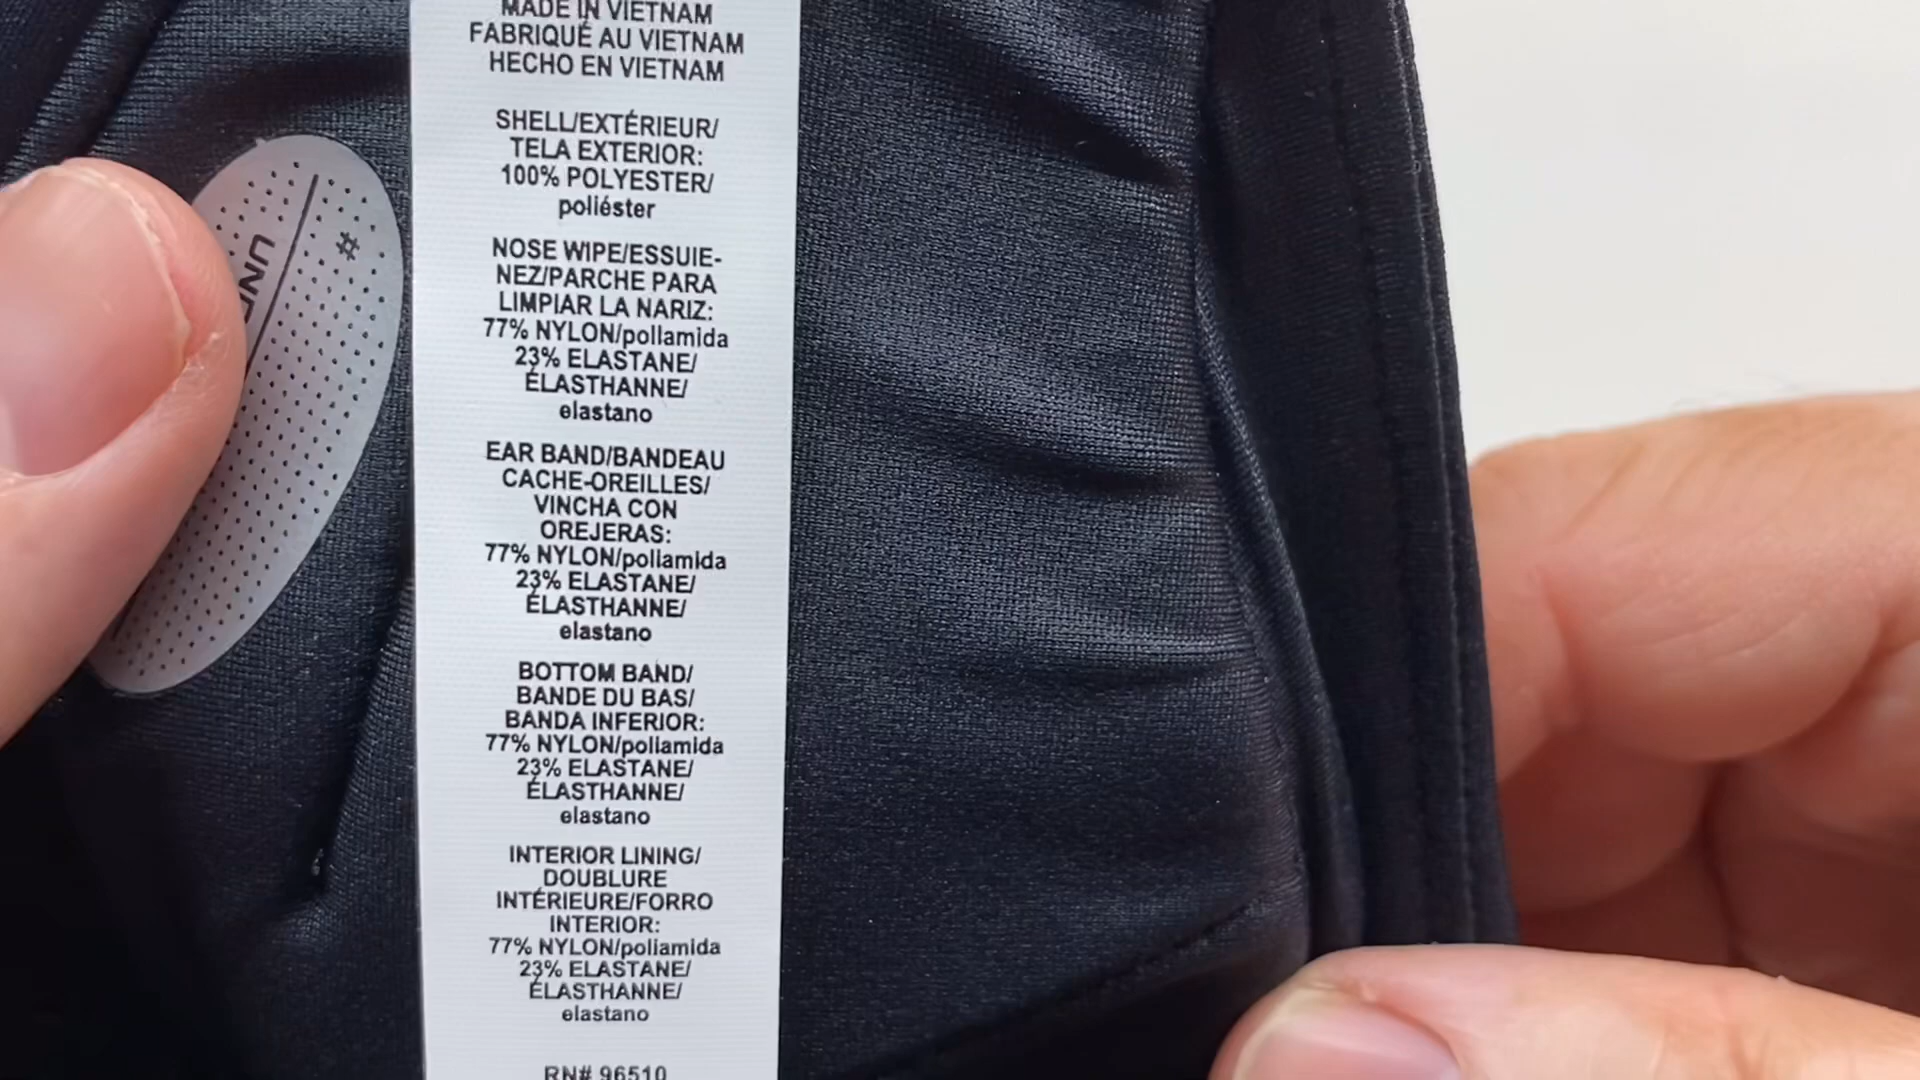 MADE IN VIETNAM
FABRIQUÉ AU VIETNAM
HECHO EN VIETNAM
SHELL/EXTÉRIEUR/
TELA EXTERIOR:
100% POLYESTER/
poliéster
NOSE WIPE/ESSUIE-
NEZ/PARCHE PARA
LIMPIAR LA NARIZ:
77% NYLON/poliamida
23% ELASTANE/
ÉLASTHANNE/
elastano
EAR BAND/BANDEAU
CACHE-OREILLES/
VINCHA CON
OREJERAS:
77% NYLON/poliamida
23% ELASTANE/
ÉLASTHANNE/
elastano
BOTTOM BAND/
BANDE DU BAS/
BANDA INFERIOR:
77% NYLON/poliamida
23% ELASTANE/
ÉLASTHANNE/
elastano
INTERIOR LINING/
DOUBLURE
INTÉRIEURE/FORRO
INTERIOR:
77% NYLON/poliamida
23% ELASTANE/
ÉLASTHANNE/
elastano
RN# 96510
#